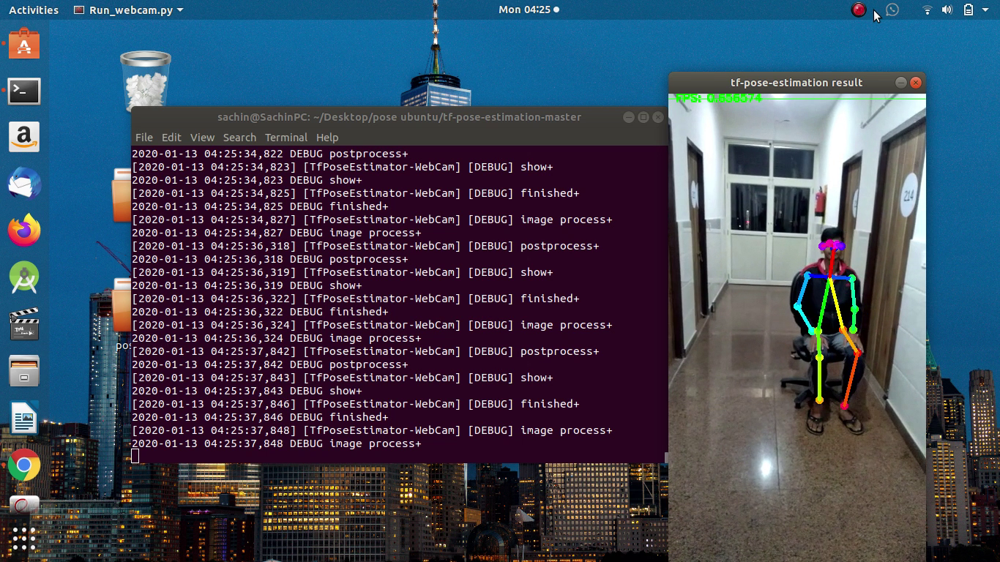 Activities
Run_webcam.py
Mon 04:25
sachin@SachinPC: ~/Desktop/pose ubuntu/tf-pose-estimation-master
File Edit View Search Terminal Help
2020-01-13 04:25:34,822 DEBUG postprocess+
[2020-01-13 04:25:34,823] [TfPoseEstimator-WebCam] [DEBUG] show+
2020-01-13 04:25:34,823 DEBUG show+
[2020-01-13 04:25:34,825] [TfPoseEstimator-WebCam] [DEBUG] finished+
2020-01-13 04:25:34,825 DEBUG finished+
[2020-01-13 04:25:34,827] [TfPoseEstimator-WebCam] [DEBUG] image process+
2020-01-13 04:25:34,827 DEBUG image process+
[2020-01-13 04:25:36,318] [TfPoseEstimator-WebCam] [DEBUG] postprocess+
2020-01-13 04:25:36,318 DEBUG postprocess+
[2020-01-13 04:25:36,319] [TfPoseEstimator-WebCam] [DEBUG] show+
2020-01-13 04:25:36,319 DEBUG show+
[2020-01-13 04:25:36,322] [TfPoseEstimator-WebCam] [DEBUG] finished+
2020-01-13 04:25:36,322 DEBUG finished+
[2020-01-13 04:25:36,324] [TfPoseEstimator-WebCam] [DEBUG] image process+
2020-01-13 04:25:36,324 DEBUG image process+
[2020-01-13 04:25:37,842] [TfPoseEstimator-WebCam] [DEBUG] postprocess+
2020-01-13 04:25:37,842 DEBUG postprocess+
[2020-01-13 04:25:37,843] [TfPoseEstimator-WebCam] [DEBUG] show+
2020-01-13 04:25:37,843 DEBUG show+
[2020-01-13 04:25:37,846] [TfPoseEstimator-WebCam] [DEBUG] finished+
2020-01-13 04:25:37,846 DEBUG finished+
[2020-01-13 04:25:37,848] [TfPoseEstimator-WebCam] [DEBUG] image process+
2020-01-13 04:25:37,848 DEBUG image process+
pos
tf-pose-estimation result
FPS: 0.656574
214